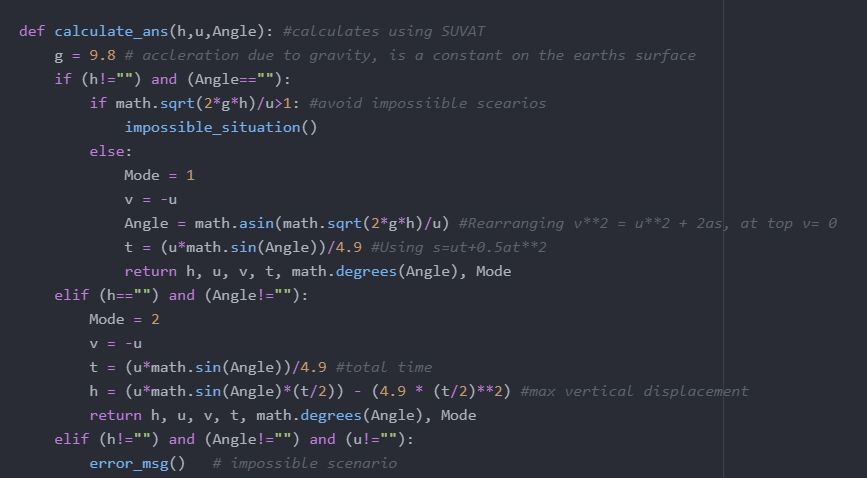 def calculate_ans(h,u,Angle): #calculates using SUVAT
    g = 9.8 # accleration due to gravity, is a constant on the earths surface
    if (h!="") and (Angle==""):
        if math.sqrt(2*g*h)/u>1: #avoid impossiible scearios
            impossible_situation()
        else:
            Mode = 1
            v = -u
            Angle = math.asin(math.sqrt(2*g*h)/u) #Rearranging v**2 = u**2 + 2as, at top v= 0
            t = (u*math.sin(Angle))/4.9 #Using s=ut+0.5at**2
            return h, u, v, t, math.degrees(Angle), Mode
    elif (h=="") and (Angle!=""):
        Mode = 2
        v = -u
        t = (u*math.sin(Angle))/4.9 #total time
        h = (u*math.sin(Angle)*(t/2)) - (4.9 * (t/2)**2) #max vertical displacement
        return h, u, v, t, math.degrees(Angle), Mode
    elif (h!="") and (Angle!="") and (u!=""):
        error_msg()   # impossible scenario